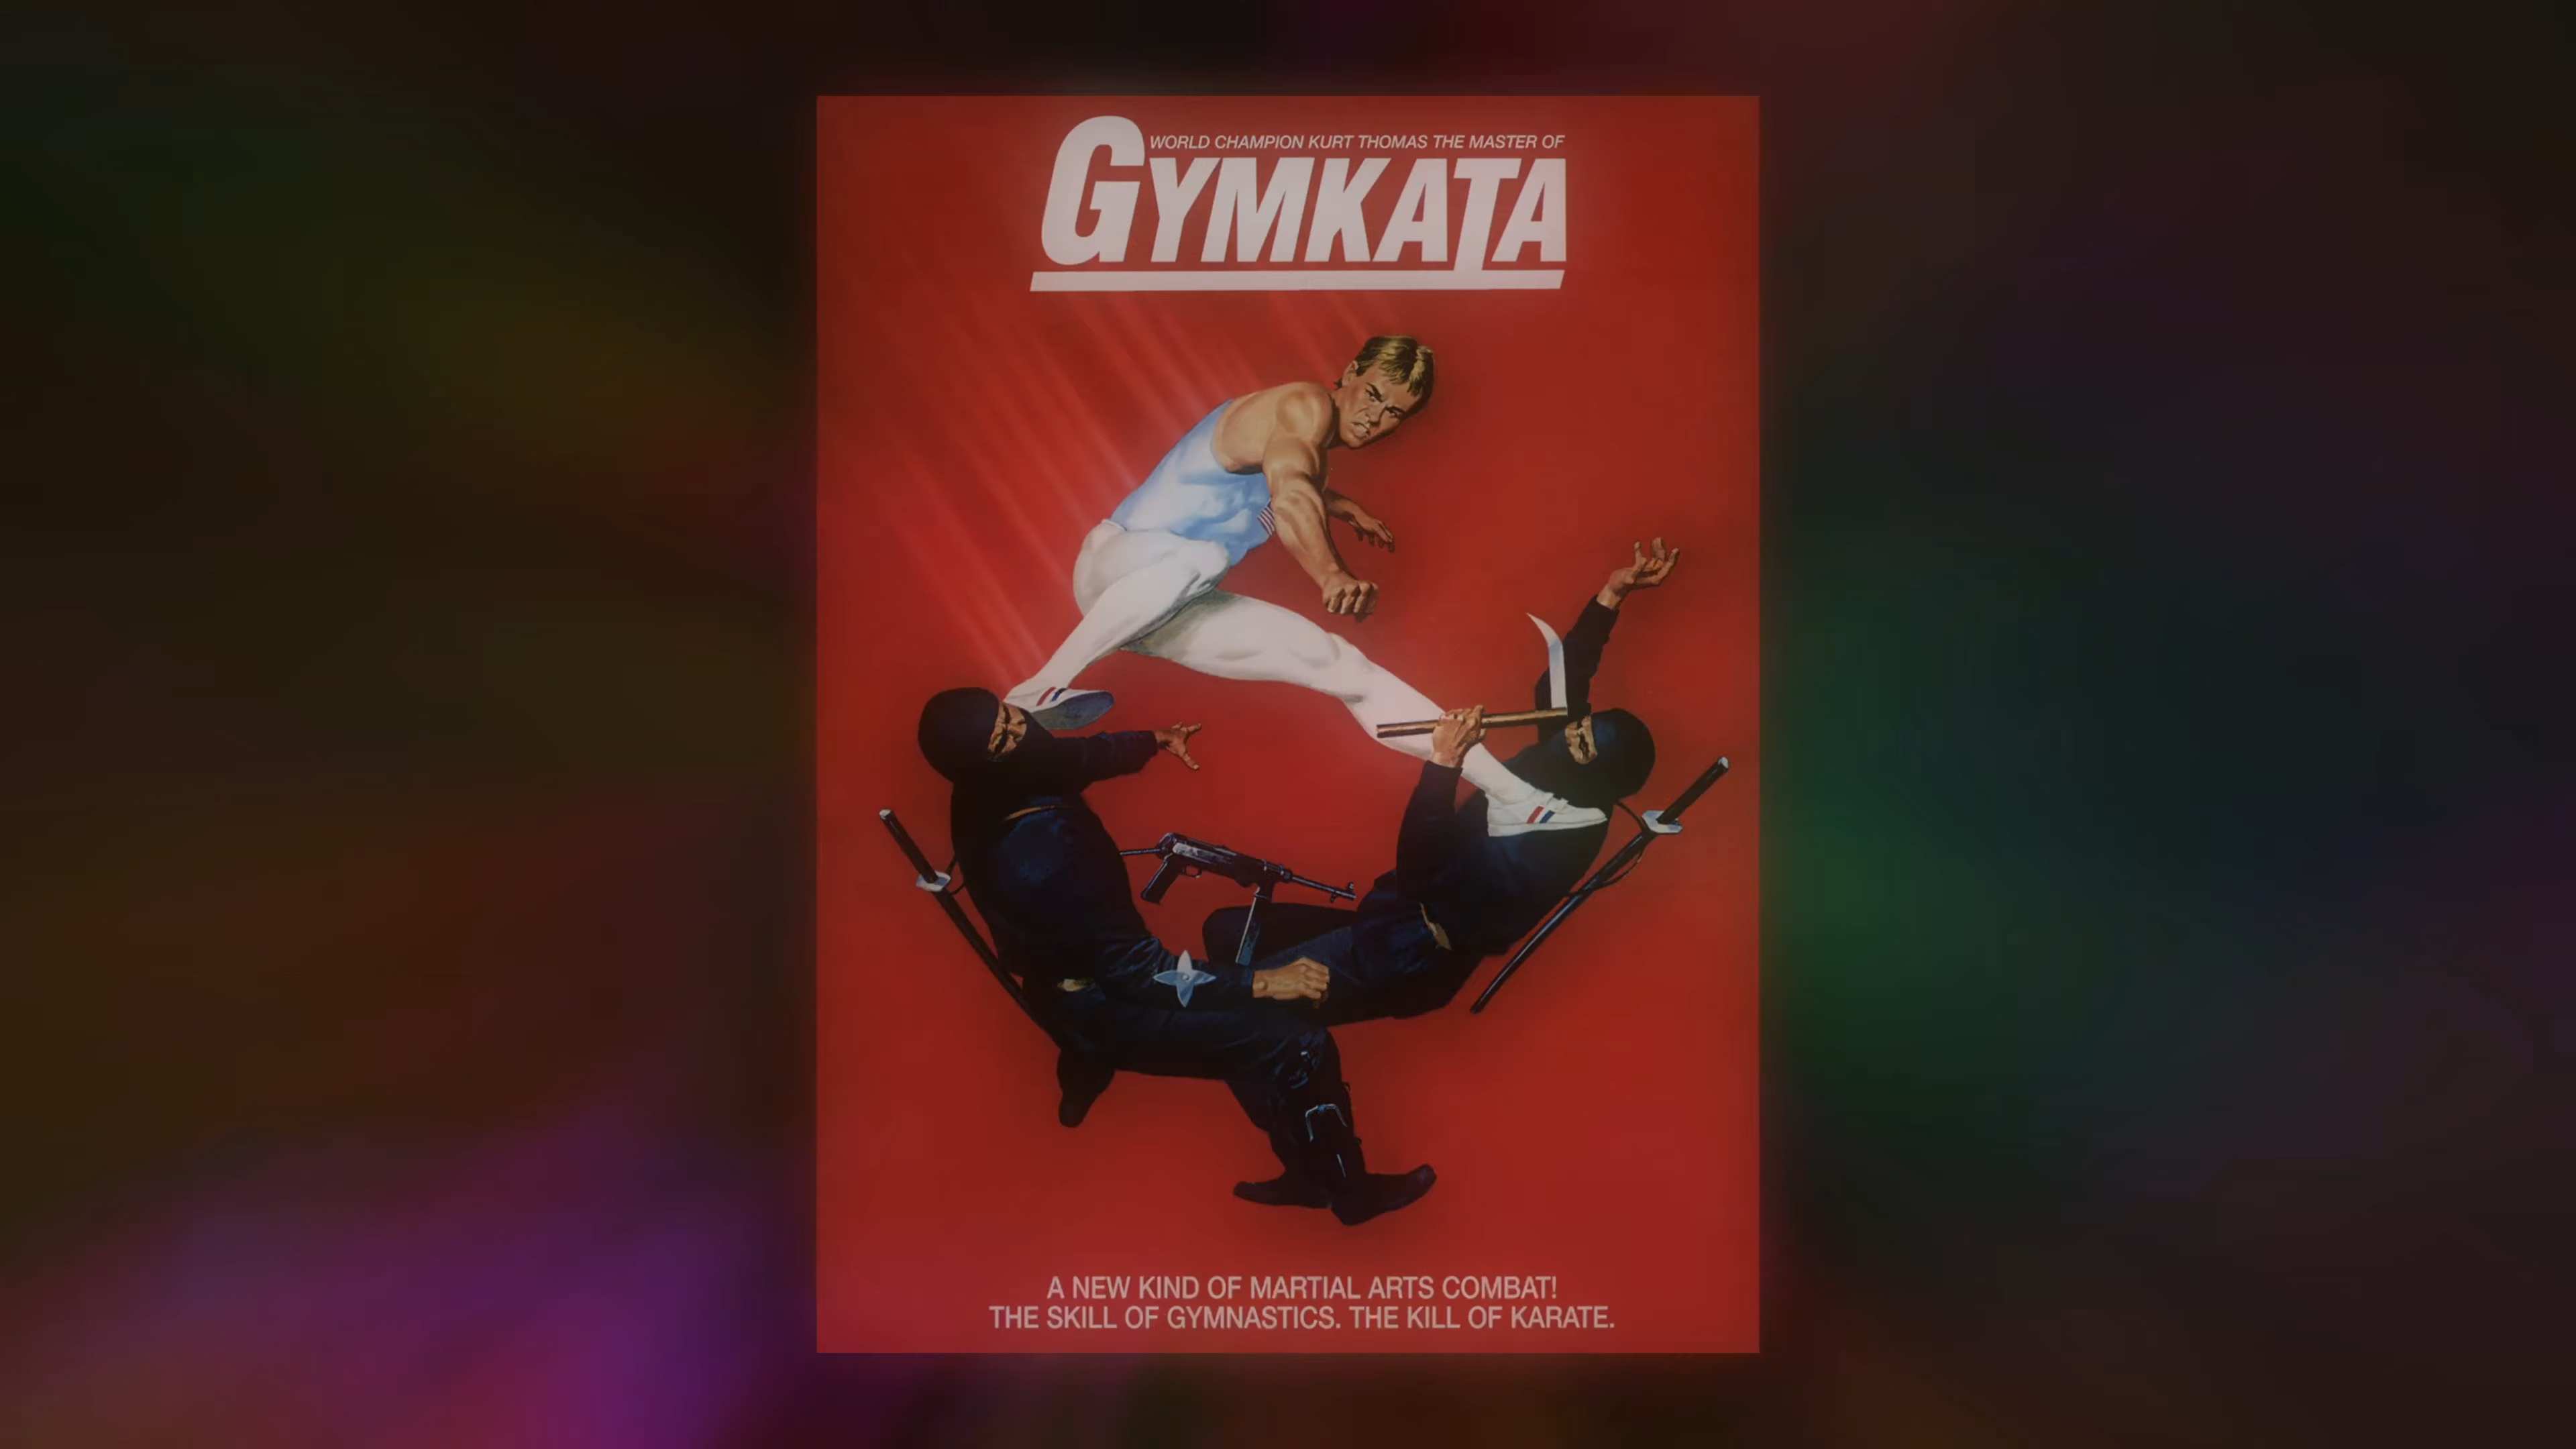 WORLD CHAMPION KURT THOMAS THE MASTER OF
GYMKATA
A NEW KIND OF MARTIAL ARTS COMBAT!
THE SKILL OF GYMNASTICS. THE KILL OF KARATE.